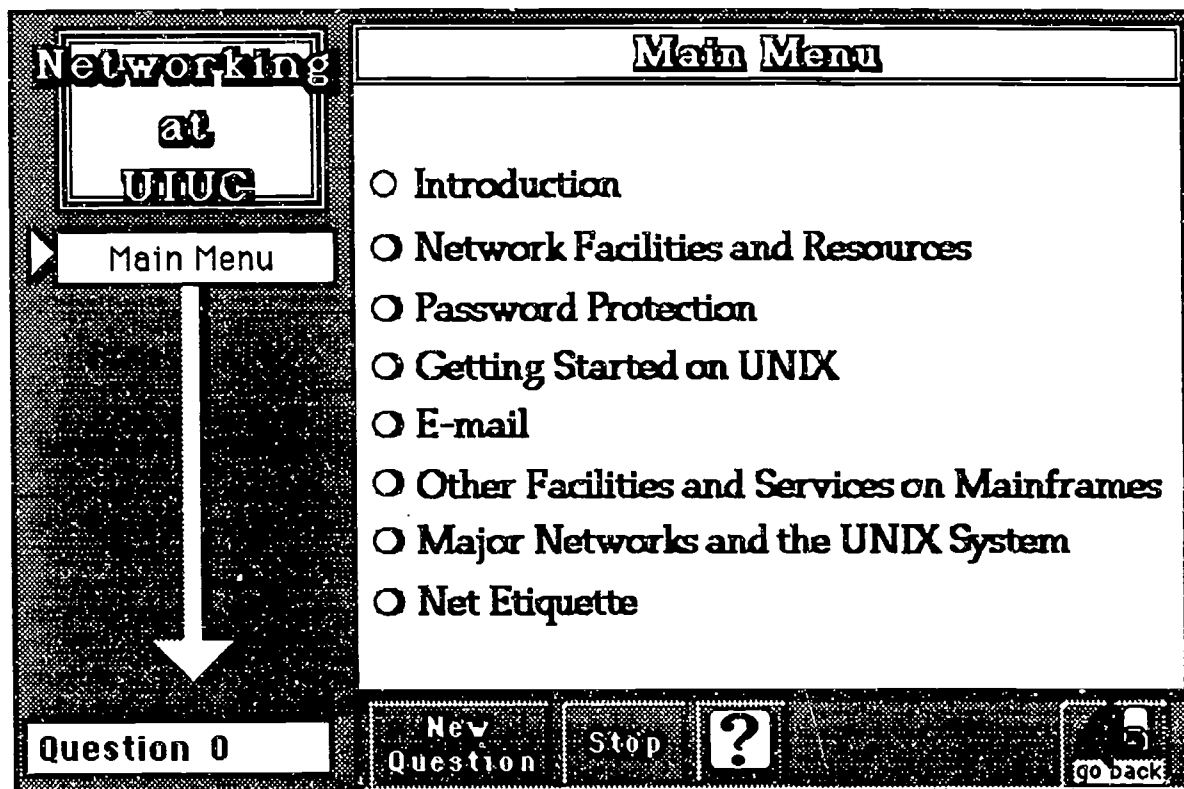 Networking
at
UIUC
Main Menu
Main Menu
Introduction
Network Facilities and Resources
Password Protection
Getting Started on UNIX
E-mail
Other Facilities and Services on Mainframes
Major Networks and the UNIX System
Net Etiquette
Question 0
New
Question
Stop
?
go back